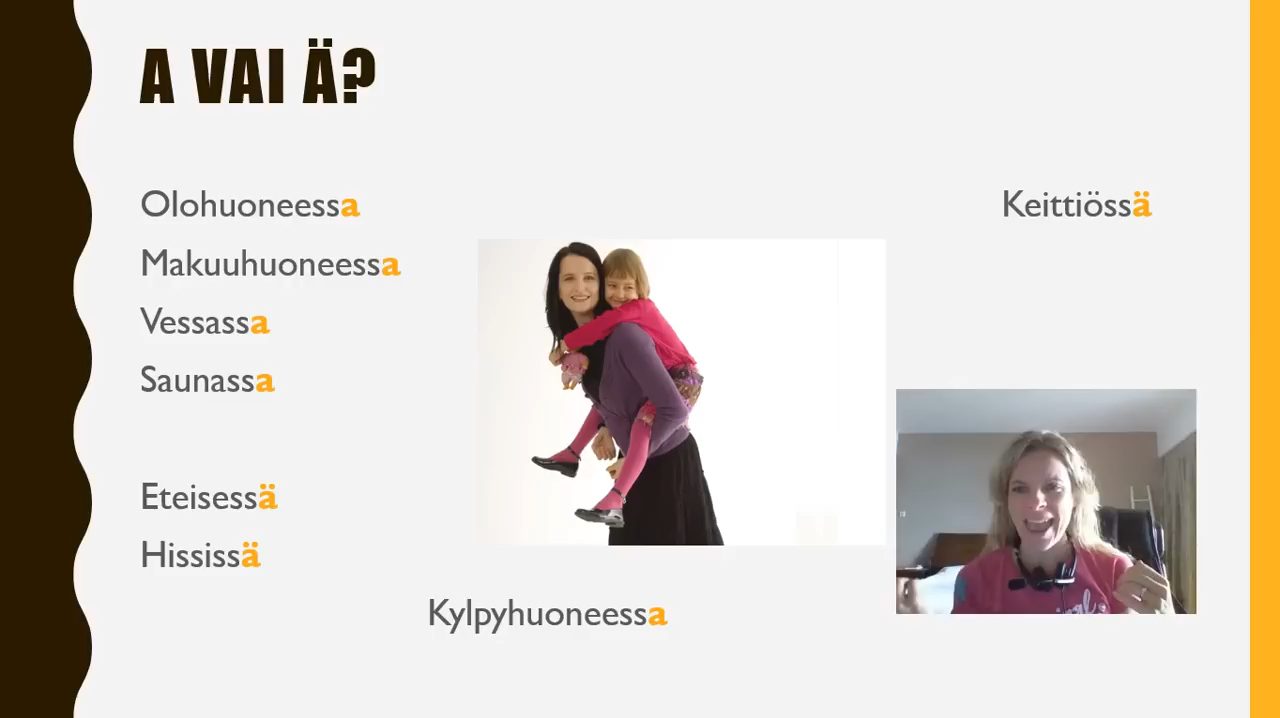 A VAI Ä?
Olohuoneessa
Keittiössä
Makuuhuoneessa
Vessassa
Saunassa
Eteisessä
Hississä
Kylpyhuoneessa